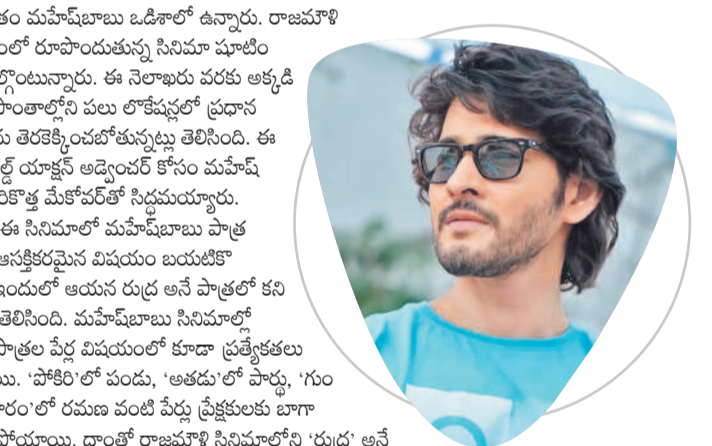 తం మహేష్‌బాబు ఒడిశాలో ఉన్నారు. రాజమౌళి
ంలో రూపొందుతున్న సినిమా షూటిం
ల్గొంటున్నారు. ఈ నెలాఖరు వరకు అక్కడి
పాంతాల్లోని పలు లొకేషన్లలో ప్రధాన
ను తెరకెక్కించబోతున్నట్లు తెలిసింది. ఈ
ల్డ్ యాక్షన్ అడ్వెంచర్ కోసం మహేష్
రికొత్త మేకోవర్‌తో సిద్ధమయ్యారు.
ఈ సినిమాలో మహేష్‌బాబు పాత్ర
ఆసక్తికరమైన విషయం బయటికొ
ఇందులో ఆయన రుద్ర అనే పాత్రలో కని
తెలిసింది. మహేష్‌బాబు సినిమాల్లో
పాత్రల పేర్ల విషయంలో కూడా ప్రత్యేకతలు
యి. ‘పోకిరి’లో పండు, ‘అతడు’లో పార్థు, ‘గుం
ారం’లో రమణ వంటి పేర్లు ప్రేక్షకులకు బాగా
పోయాయి. దాంతో రాజమౌళి సినిమాలోని ‘రుద్ర’ అనే